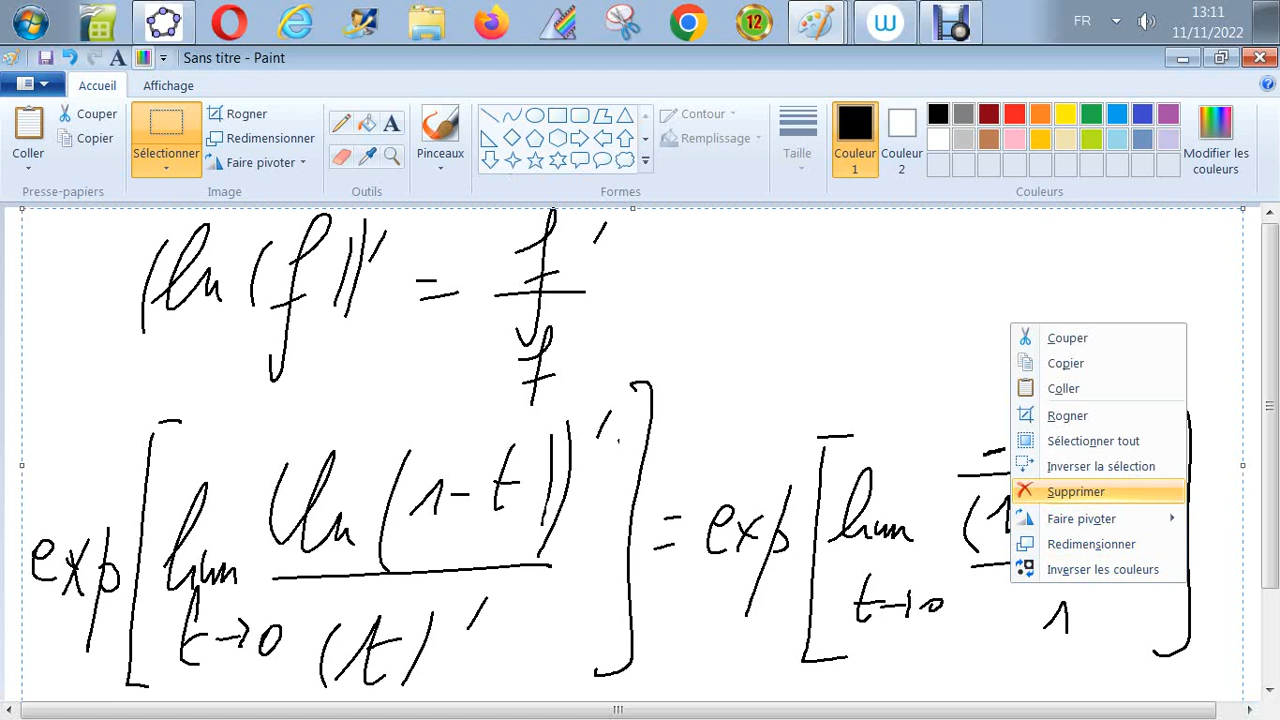 12
FR
13:11
11/11/2022
Sans titre - Paint
Accueil Affichage
Coller
Couper
Copier
Presse-papiers
Sélectionner
Rogner
Redimensionner
Faire pivoter
Image
Outils
Pinceaux
Contour
Remplissage
Formes
Taille
Couleur 1
Couleur 2
Modifier les couleurs
Couleurs
(ln (f))' = f' / f
exp [ lim t→0 (ln (1-t))' / (t)' ] = exp [ lim t→0 - (1 1 ]
Couper
Copier
Coller
Rogner
Sélectionner tout
Inverser la sélection
Supprimer
Faire pivoter
Redimensionner
Inverser les couleurs